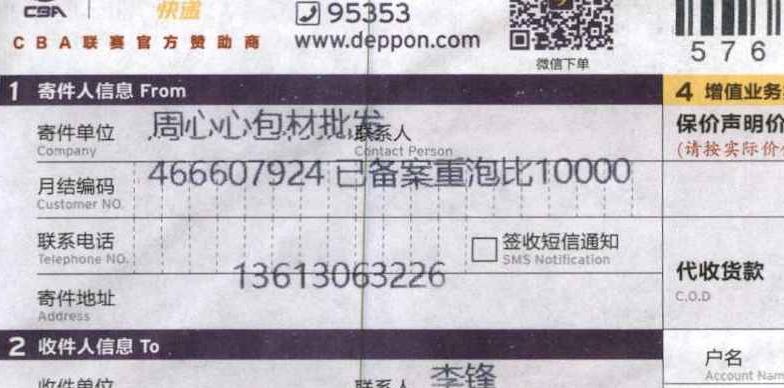 CBA 快递 95353
CBA联赛官方赞助商 www.deppon.com
微信下单
576
1 寄件人信息 From
4 增值业务
寄件单位 周心心包材批发 联系人
Company Contact Person
保价声明价
(请按实际价
月结编码 466607924 已备案重泡比10000
Customer NO.
联系电话 签收短信通知
Telephone NO. SMS Notification
13613063226
代收货款
C.O.D
寄件地址
Address
2 收件人信息 To
户名
Account Nam
收件单位 联系人 李锋